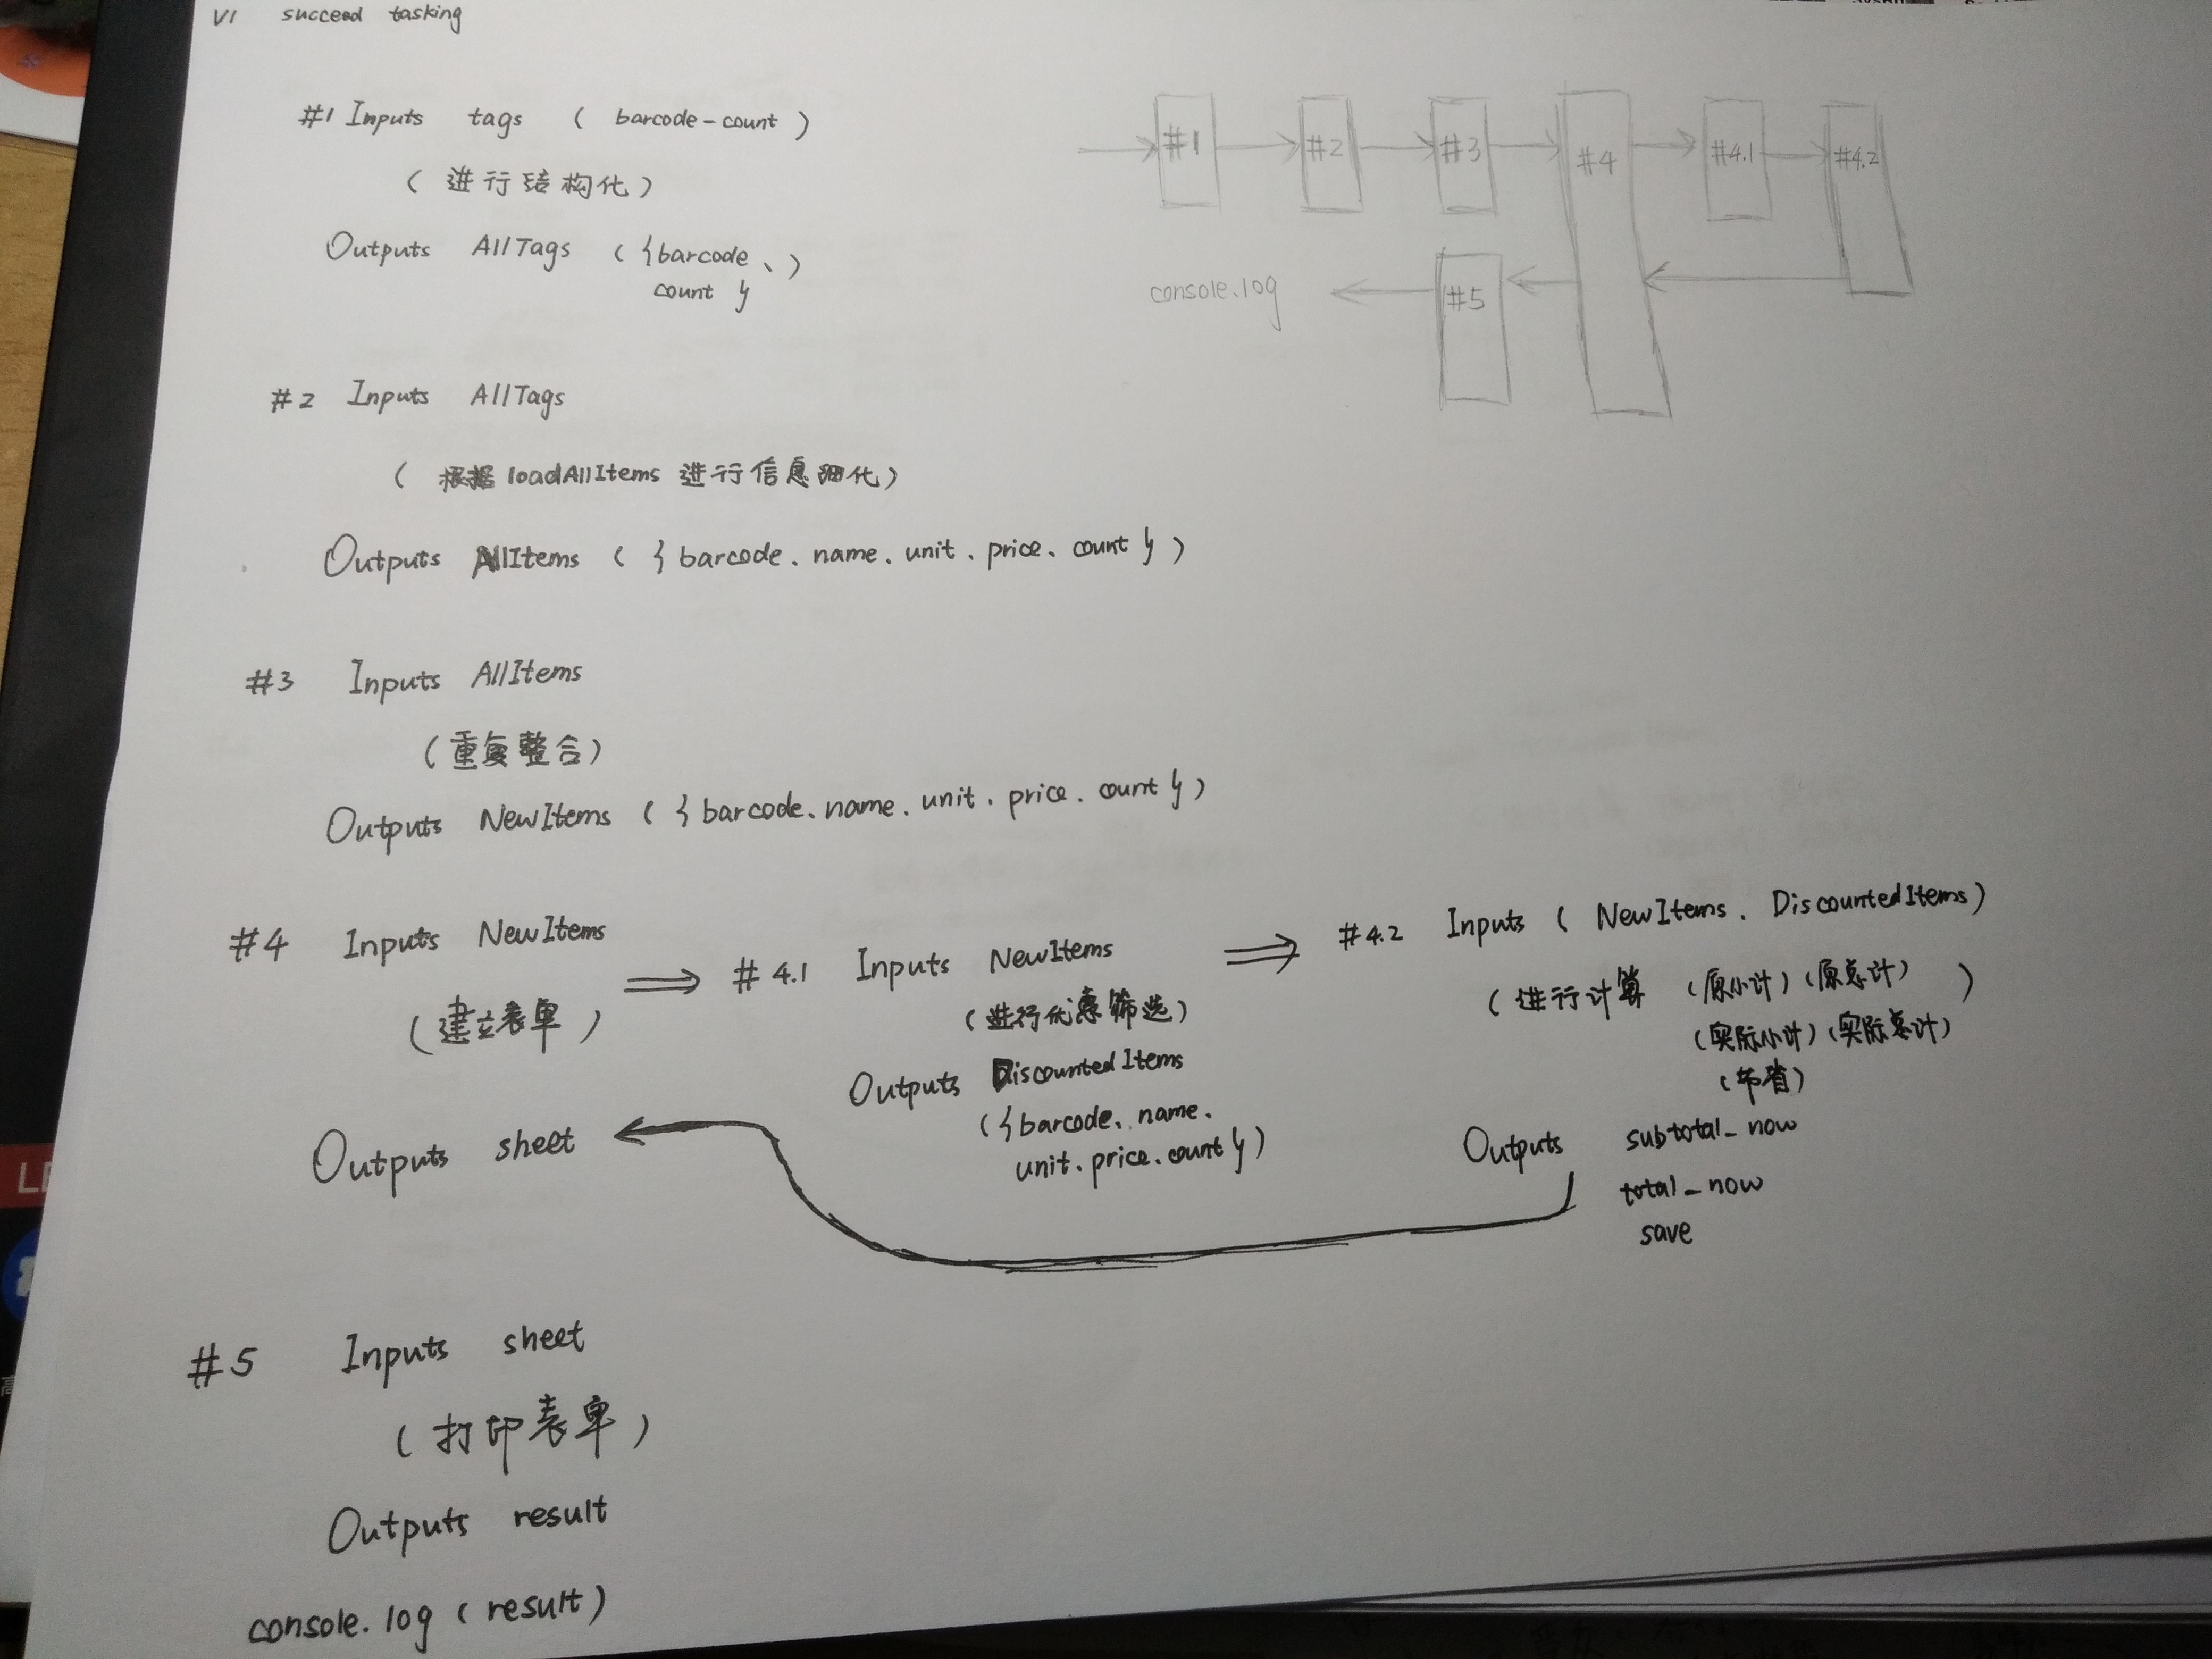 V1 succeed tasking
#1 Inputs tags ( barcode-count )
( 进行结构化 )
Outputs AllTags ( {barcode 、 )
count }
#1 #2 #3 #4 #4.1 #4.2
console.log #5
#2 Inputs AllTags
( 根据 loadAllItems 进行信息细化 )
Outputs AllItems ( { barcode . name . unit . price . count } )
#3 Inputs AllItems
( 重复整合 )
Outputs NewItems ( { barcode . name . unit . price . count } )
#4 Inputs NewItems
( 建立表单 )
Outputs sheet
#4.1 Inputs NewItems
( 进行优惠筛选 )
Outputs DiscountedItems
( { barcode . name .
unit . price . count } )
#4.2 Inputs ( NewItems . DiscountedItems )
( 进行计算 (原小计) (原总计) )
(实际小计) (实际总计)
(节省)
Outputs subtotal_now
total_now
save
#5 Inputs sheet
( 打印表单 )
Outputs result
console.log ( result )